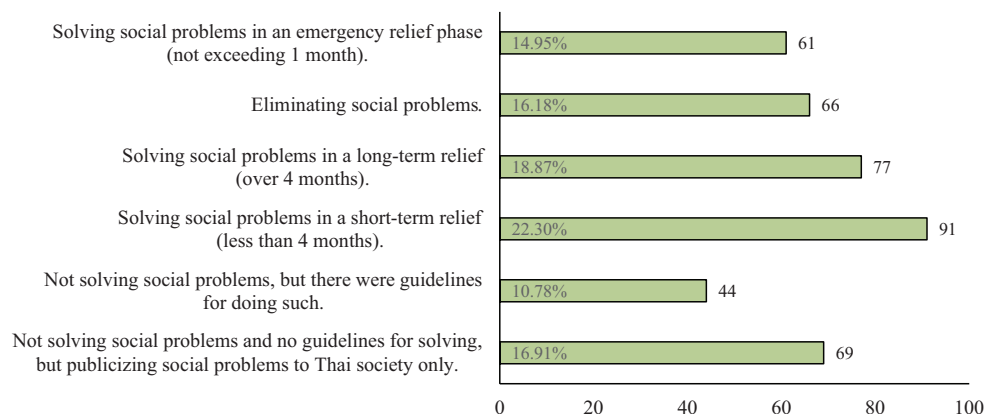 Solving social problems in an emergency relief phase
(not exceeding 1 month).
14.95%
61
Eliminating social problems.
16.18%
66
Solving social problems in a long-term relief
(over 4 months).
18.87%
77
Solving social problems in a short-term relief
(less than 4 months).
22.30%
91
Not solving social problems, but there were guidelines
for doing such.
10.78%
44
Not solving social problems and no guidelines for solving,
but publicizing social problems to Thai society only.
16.91%
69
0 20 40 60 80 100